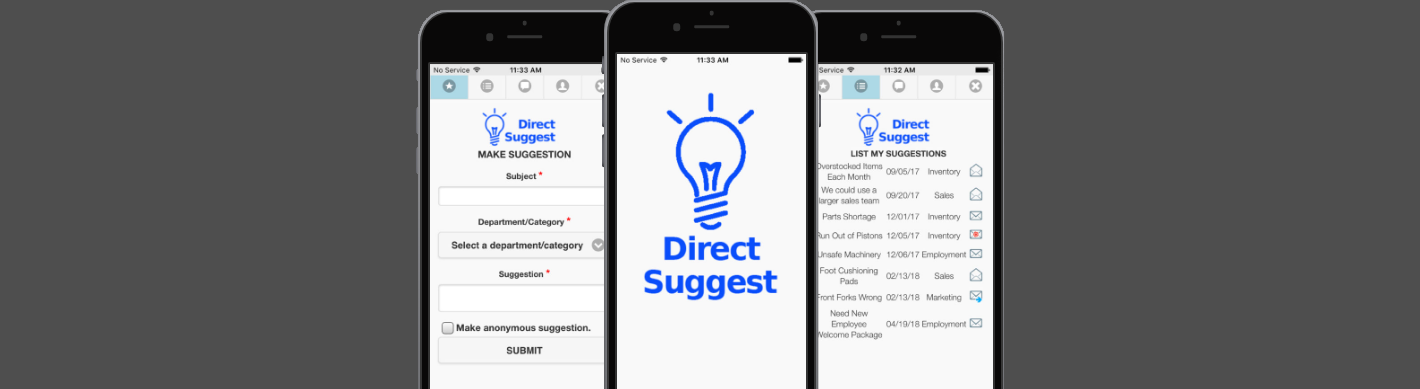 No Service
11:33 AM
Direct
Suggest
MAKE SUGGESTION
Subject *
Department/Category *
Select a department/category
Suggestion *
Make anonymous suggestion.
SUBMIT
No Service
11:33 AM
Direct
Suggest
Service
11:32 AM
Direct
Suggest
LIST MY SUGGESTIONS
Overstocked Items
Each Month
09/05/17 Inventory
We could use a
larger sales team
09/20/17 Sales
Parts Shortage 12/01/17 Inventory
Run Out of Pistons 12/05/17 Inventory
Unsafe Machinery 12/06/17 Employment
Foot Cushioning
Pads
02/13/18 Sales
Front Forks Wrong 02/13/18 Marketing
Need New
Employee
Welcome Package
04/19/18 Employment